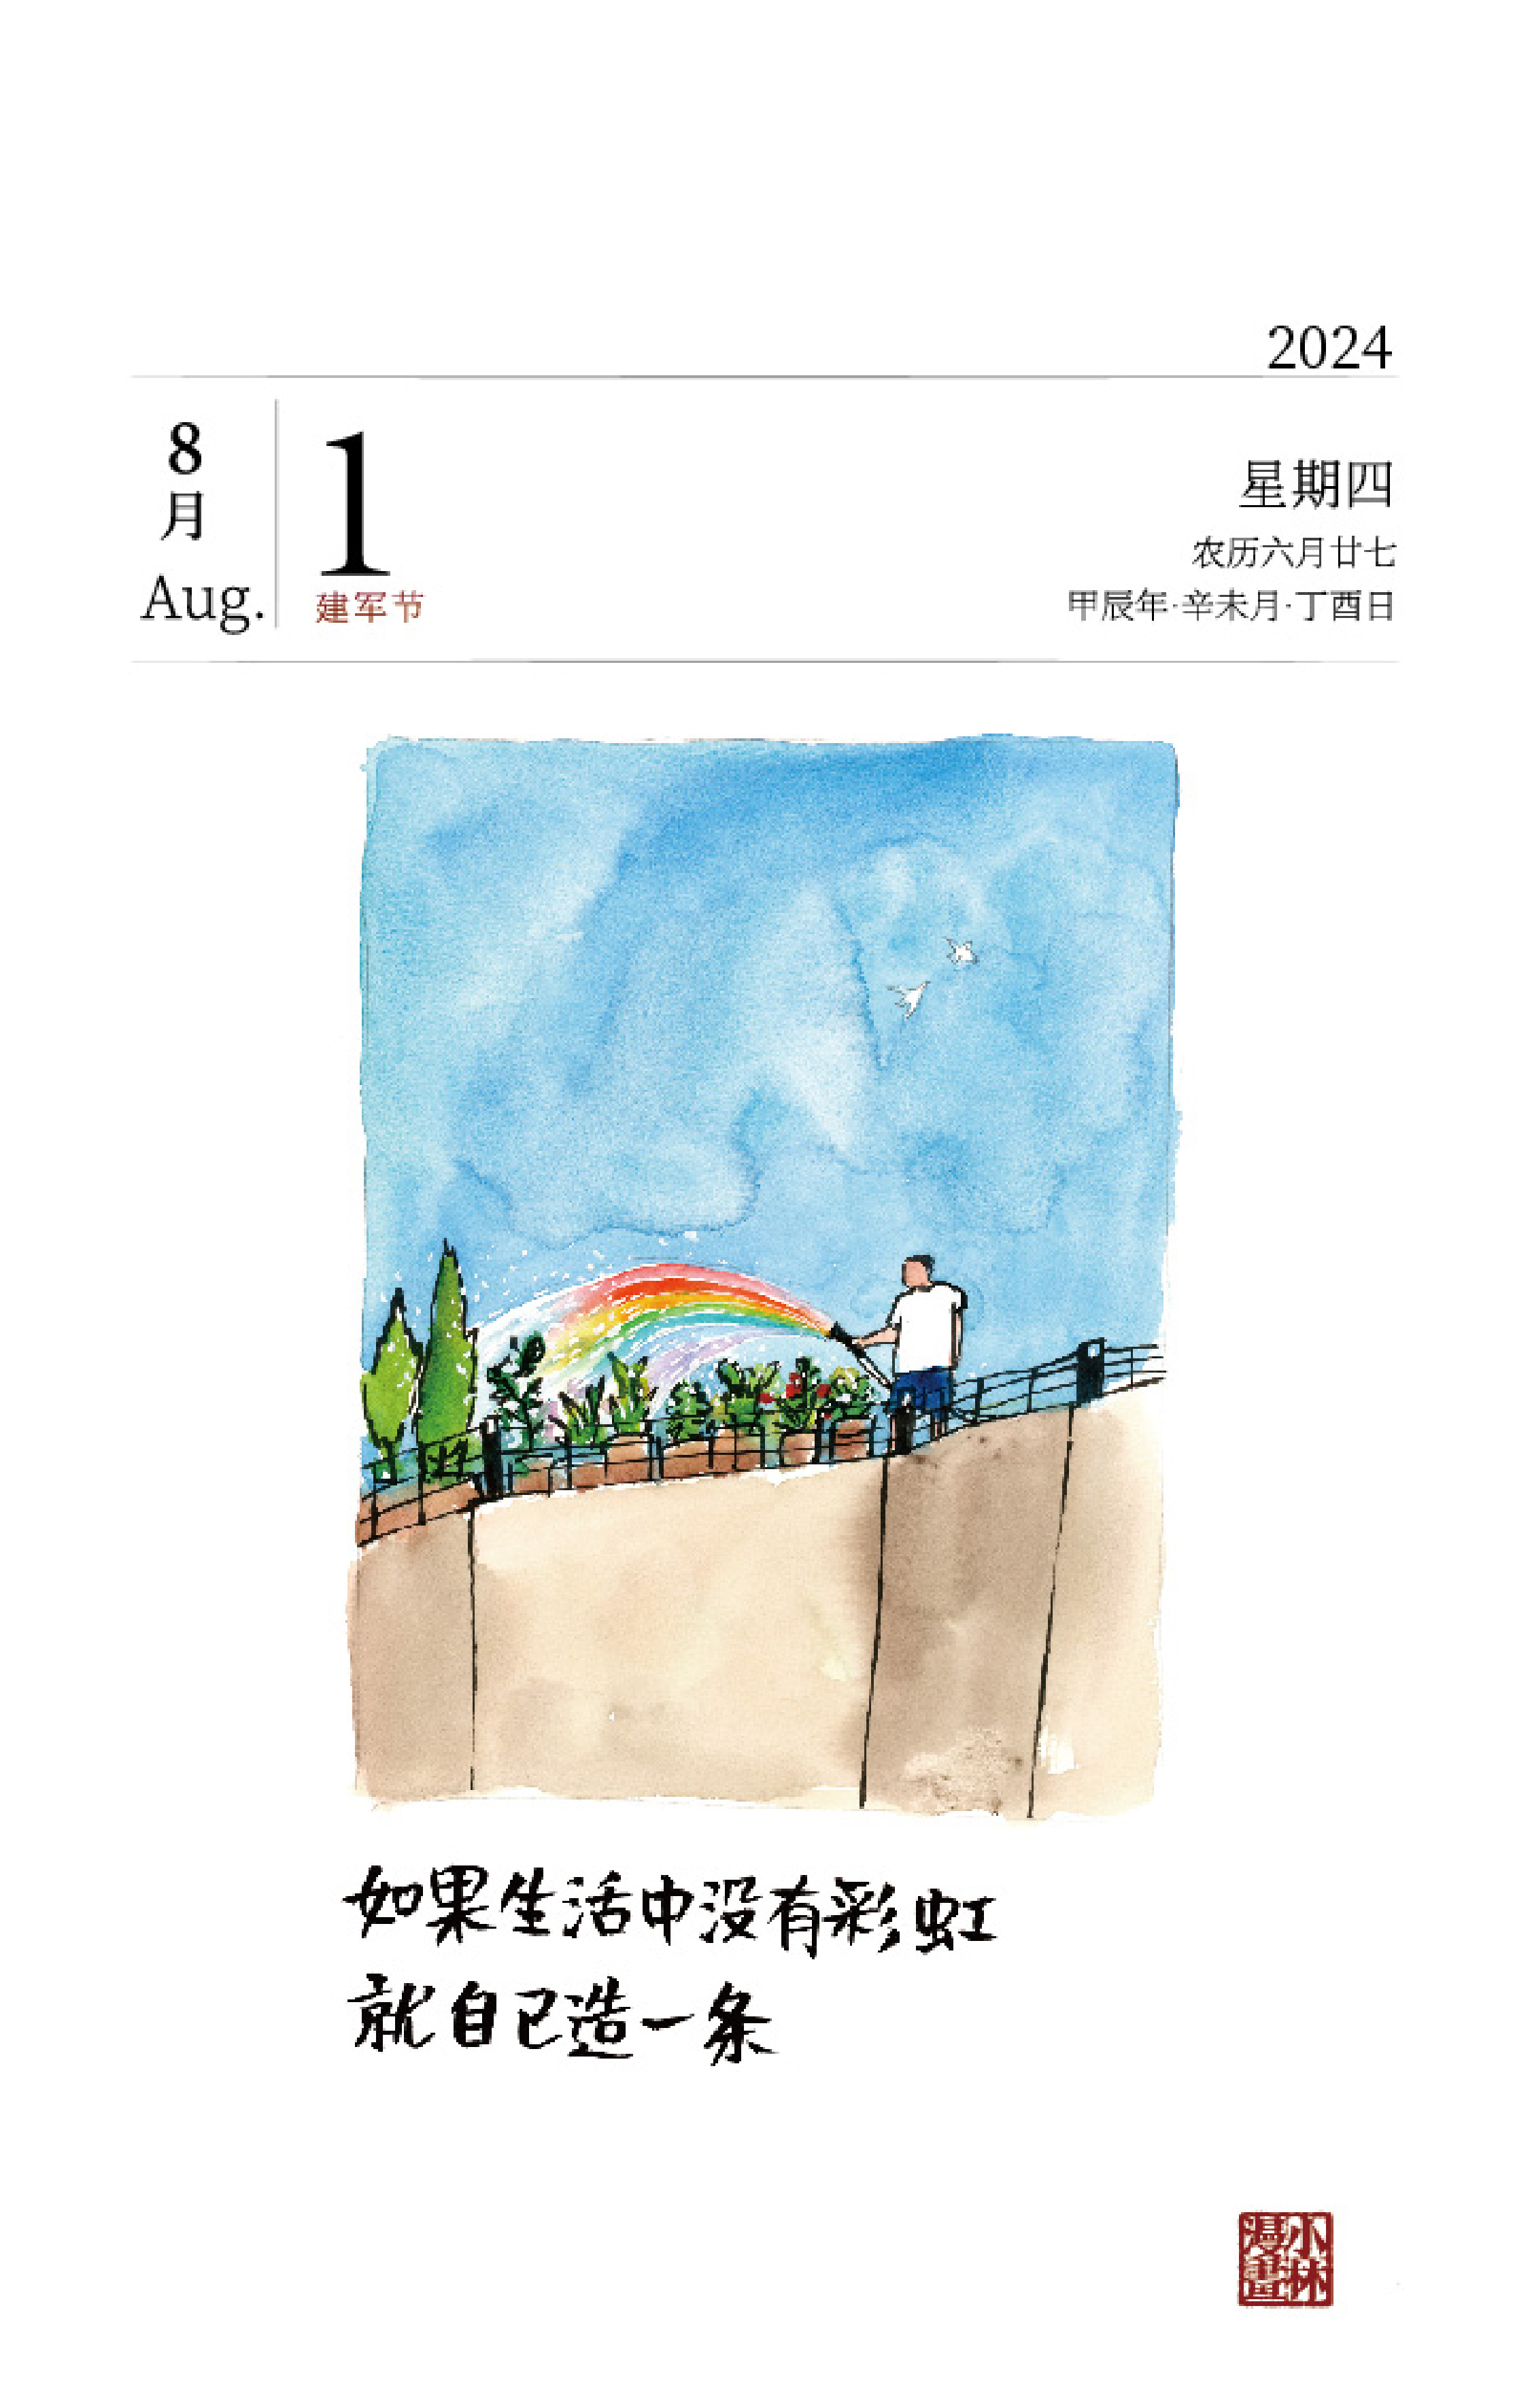 2024
8
月
Aug.
1
建军节
星期四
农历六月廿七
甲辰年·辛未月·丁酉日
如果生活中没有彩虹
就自己造一条
小林
漫畫